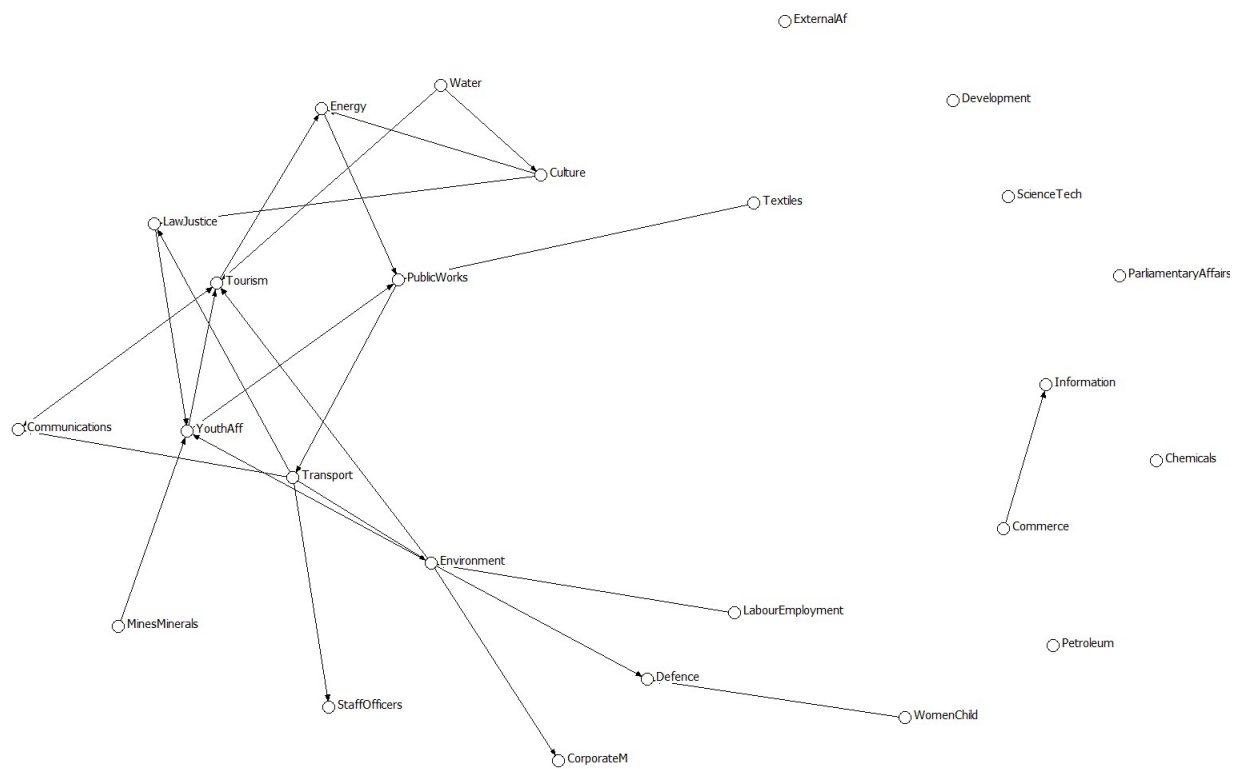 ExternalAf
Water
Energy
Development
Culture
ScienceTech
Textiles
LawJustice
ParliamentaryAffairs
Tourism
PublicWorks
Information
Communications
YouthAff
Chemicals
Transport
Commerce
Environment
LabourEmployment
MinesMinerals
Petroleum
Defence
StaffOfficers
WomenChild
CorporateM